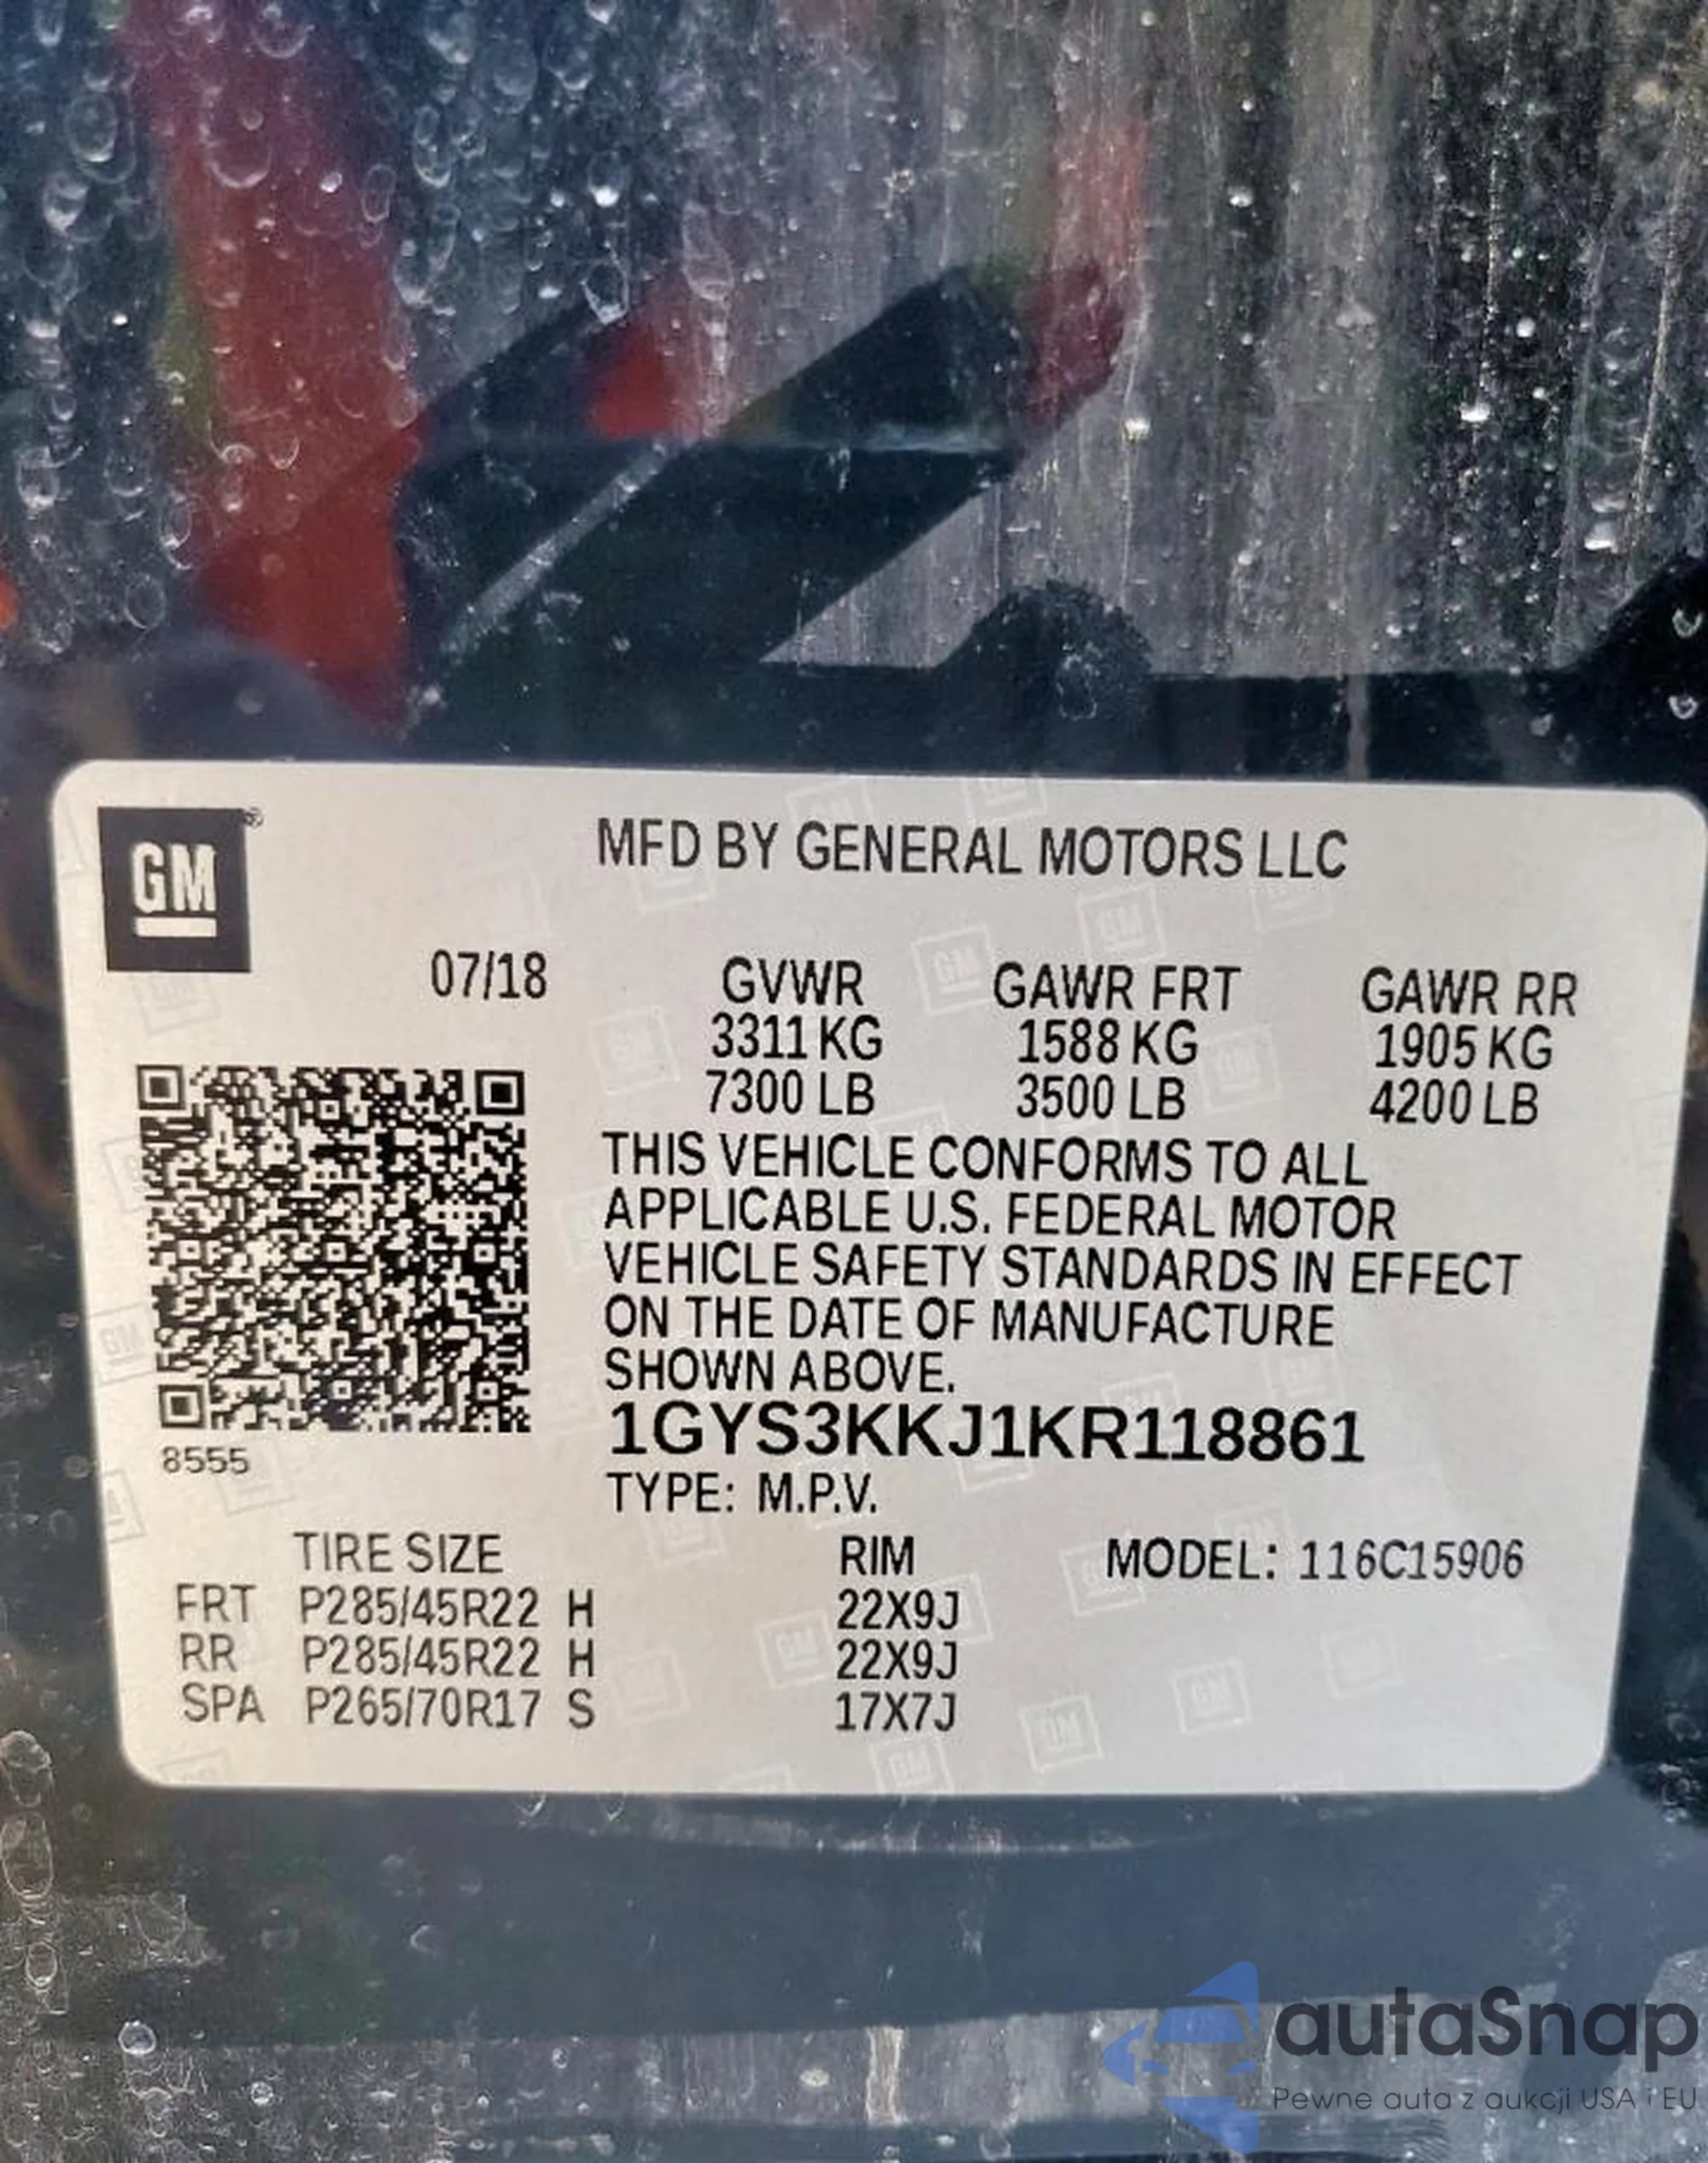 GM ®
MFD BY GENERAL MOTORS LLC
07/18 GVWR GAWR FRT GAWR RR
3311 KG 1588 KG 1905 KG
7300 LB 3500 LB 4200 LB
THIS VEHICLE CONFORMS TO ALL
APPLICABLE U.S. FEDERAL MOTOR
VEHICLE SAFETY STANDARDS IN EFFECT
ON THE DATE OF MANUFACTURE
SHOWN ABOVE.
1GYS3KKJ1KR118861
8555
TYPE: M.P.V.
TIRE SIZE RIM MODEL: 116C15906
FRT P285/45R22 H 22X9J
RR P285/45R22 H 22X9J
SPA P265/70R17 S 17X7J
autaSnap
Pewne auta z aukcji USA i EU